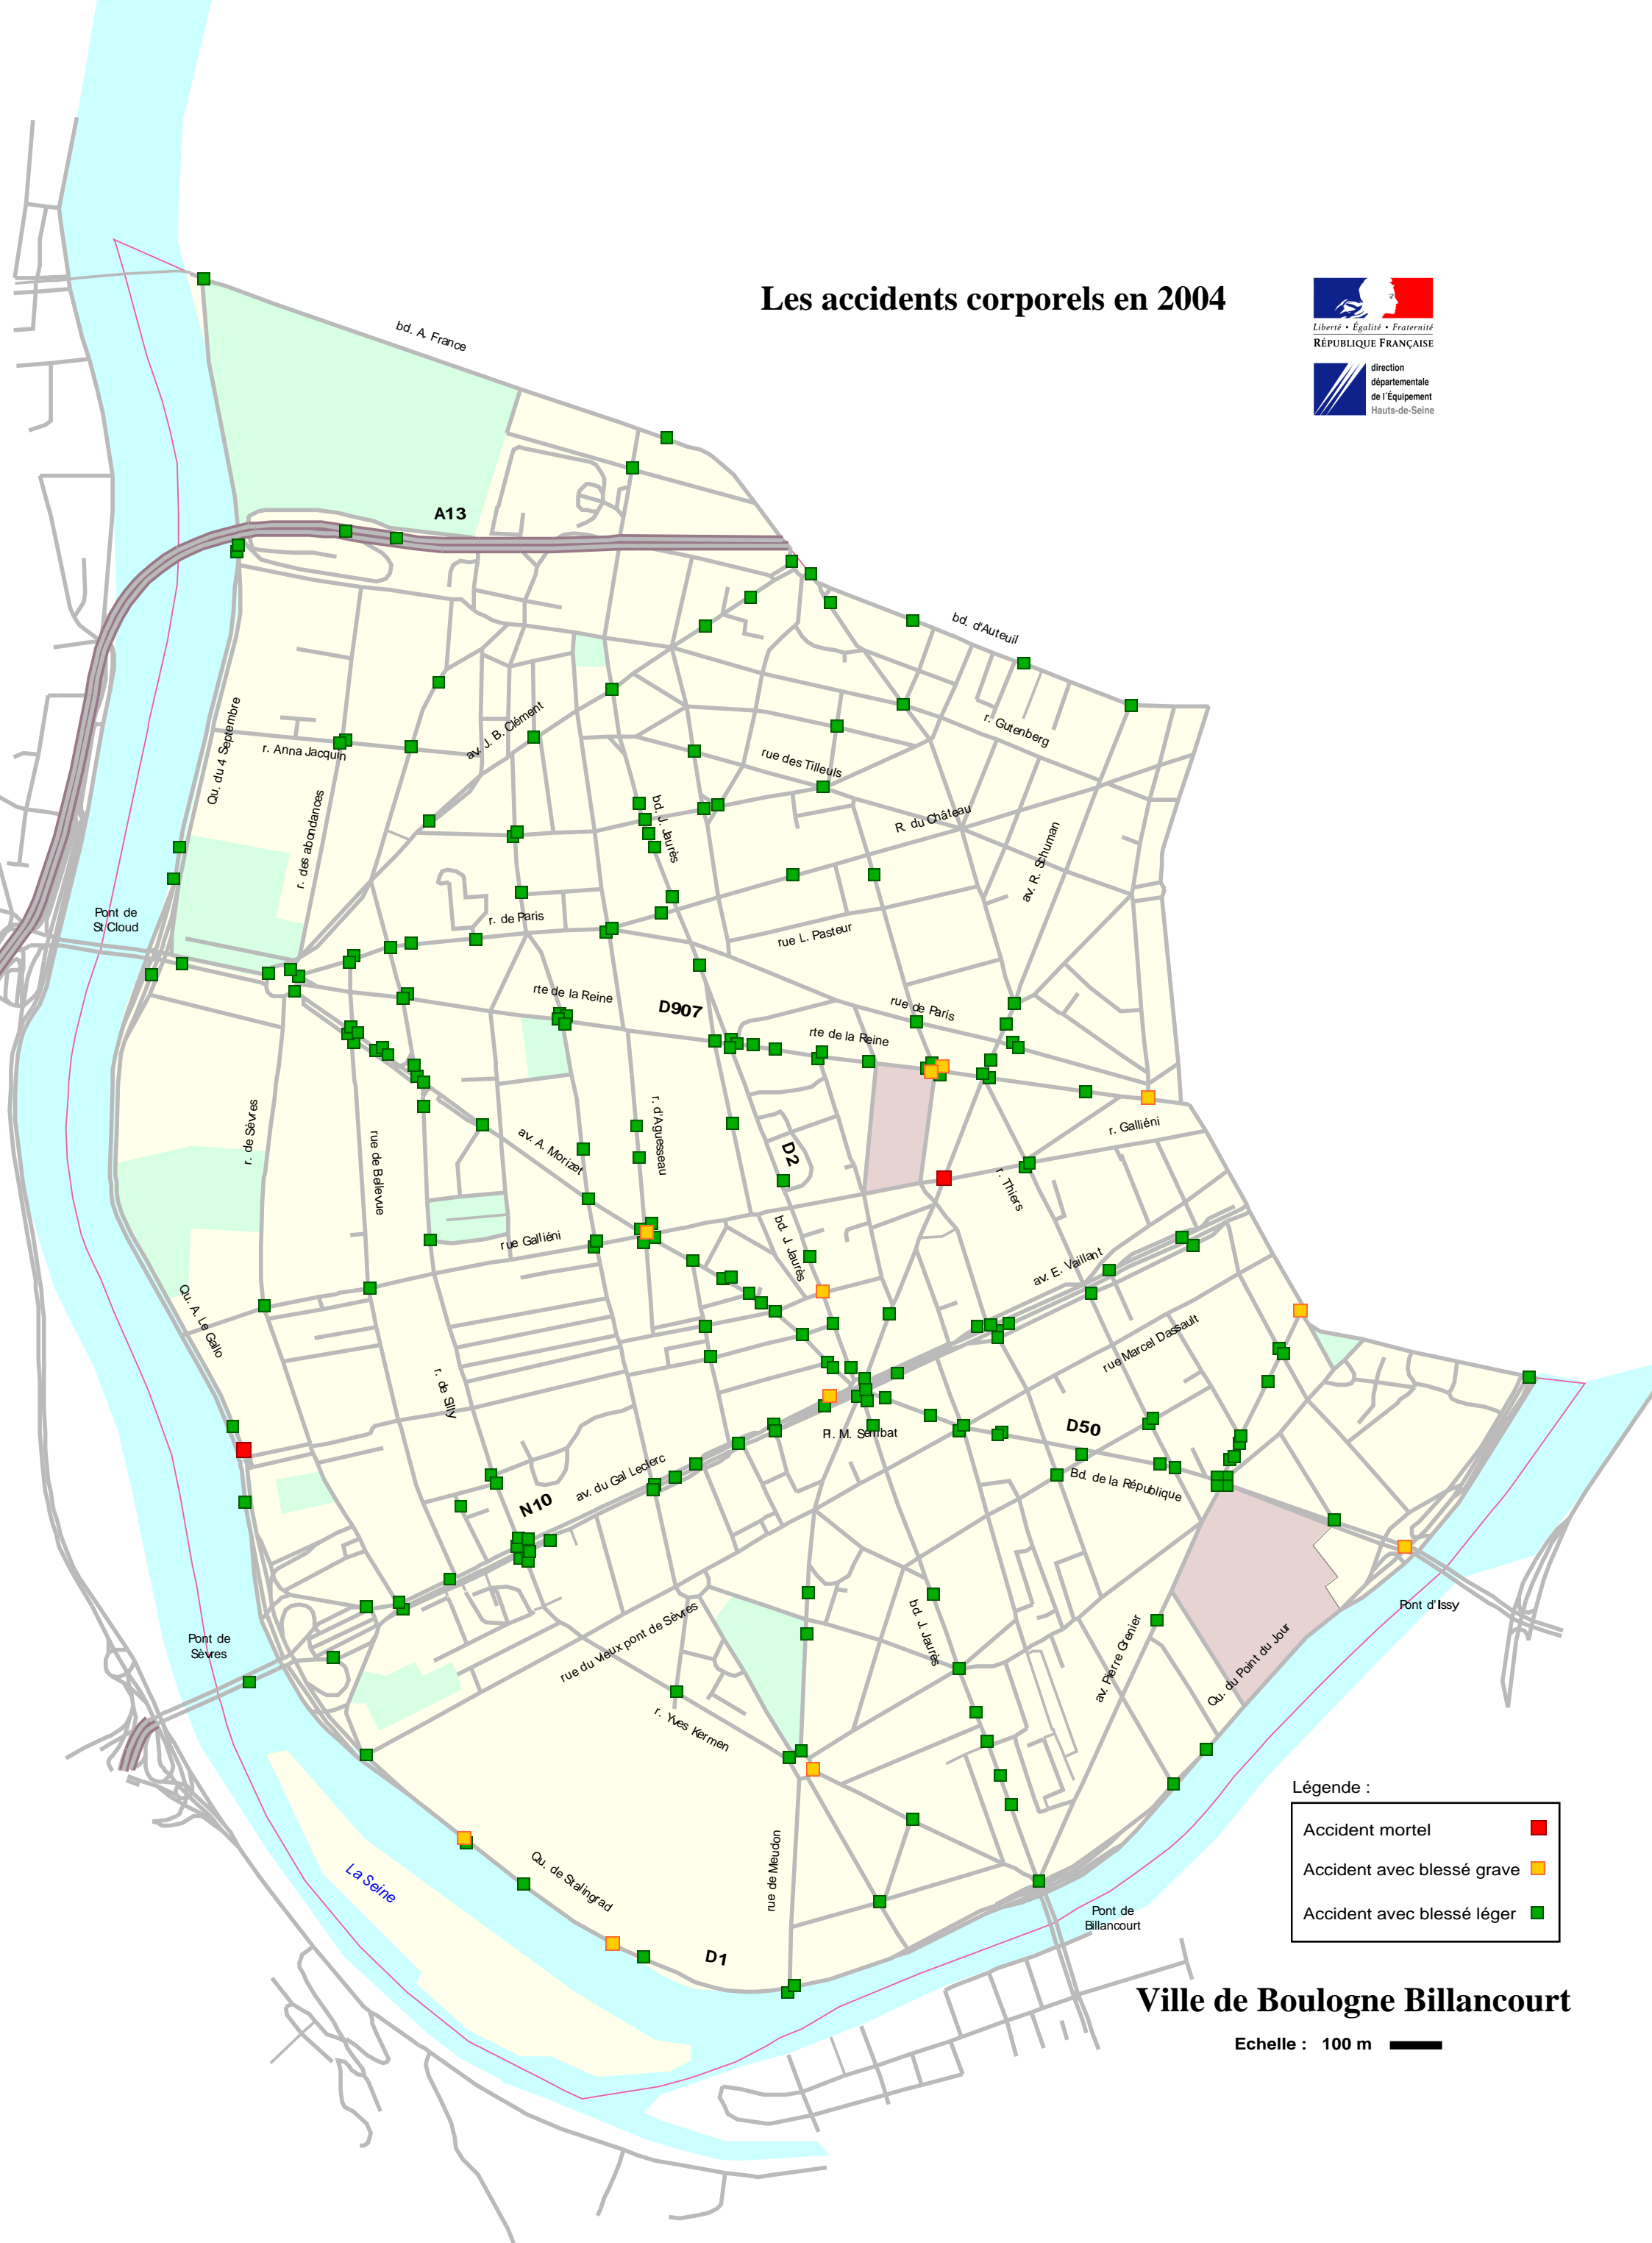 Les accidents corporels en 2004
Liberté • Égalité • Fraternité
RÉPUBLIQUE FRANÇAISE
direction
départementale
de l'Équipement
Hauts-de-Seine
bd. A. France
A13
bd. d'Auteuil
Qu. du 4 Septembre
r. Anna Jacquin
av. J. B. Clément
r. Gutenberg
rue des Tilleuls
bd. J. Jaurès
R. du Château
r. des abondances
av. R. Schuman
Pont de
St Cloud
r. de Paris
rue L. Pasteur
rte de la Reine
D907
rue de Paris
rte de la Reine
r. de Sèvres
rue de Bellevue
av. A. Morizet
r. d'Aguesseau
D2
r. Galliéni
r. Thiers
rue Galliéni
bd. J. Jaurès
av. E. Vaillant
Qu. A. Le Gallo
rue Marcel Dassault
r. de Silly
Pl. M. Sembat
D50
Bd. de la République
av. du Gal Leclerc
N10
Pont de
Sèvres
rue du vieux pont de Sèvres
bd. J. Jaurès
av. Pierre Grenier
Qu. du Point du Jour
Pont d'Issy
r. Yves Kermen
La Seine
Qu. de Stalingrad
rue de Meudon
D1
Pont de
Billancourt
Légende :
Accident mortel
Accident avec blessé grave
Accident avec blessé léger
Ville de Boulogne Billancourt
Echelle : 100 m